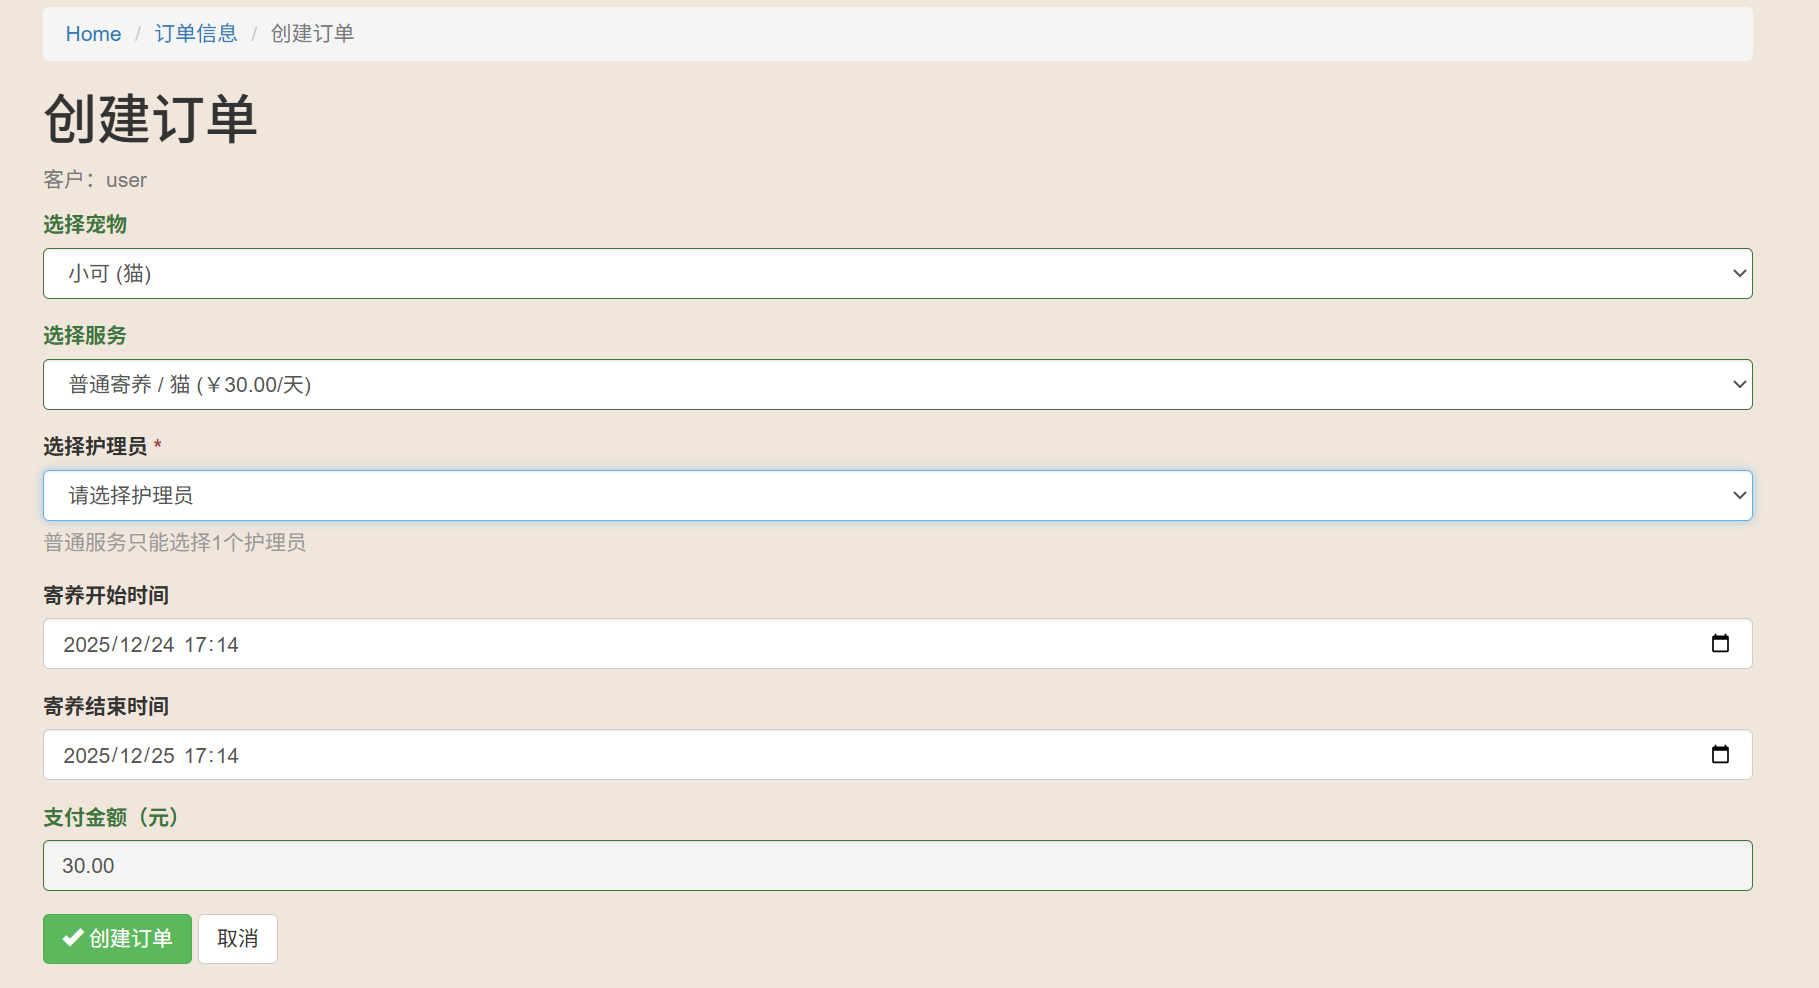 Home / 订单信息 / 创建订单
创建订单
客户：user
选择宠物
小可 (猫)
选择服务
普通寄养 / 猫 (￥30.00/天)
选择护理员 *
请选择护理员
普通服务只能选择1个护理员
寄养开始时间
2025/12/24 17:14
寄养结束时间
2025/12/25 17:14
支付金额（元）
30.00
创建订单 取消